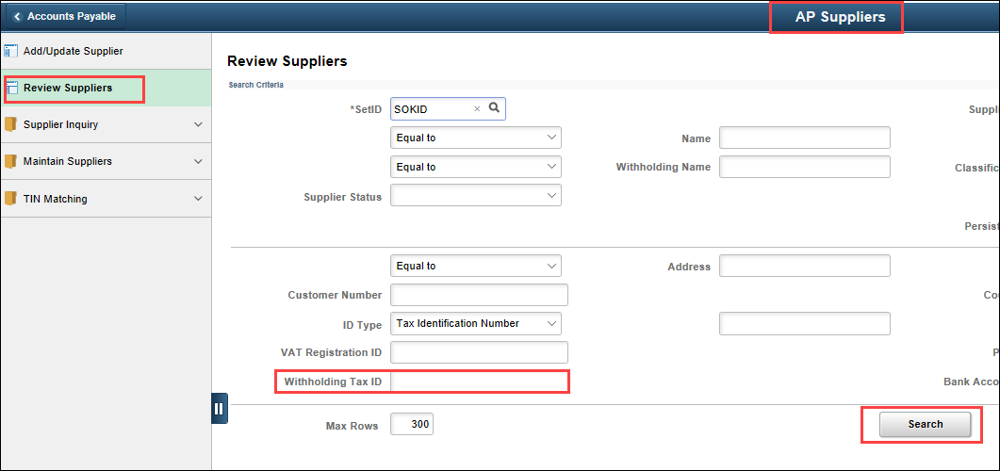 Accounts Payable
AP Suppliers
Add/Update Supplier
Review Suppliers
Supplier Inquiry
Maintain Suppliers
TIN Matching
Review Suppliers
Search Criteria
*SetID SOKID × Suppli
Equal to Name
Equal to Withholding Name Classific
Supplier Status
Persist
Equal to Address
Customer Number Cou
ID Type Tax Identification Number
VAT Registration ID P
Withholding Tax ID Bank Acco
Max Rows 300 Search